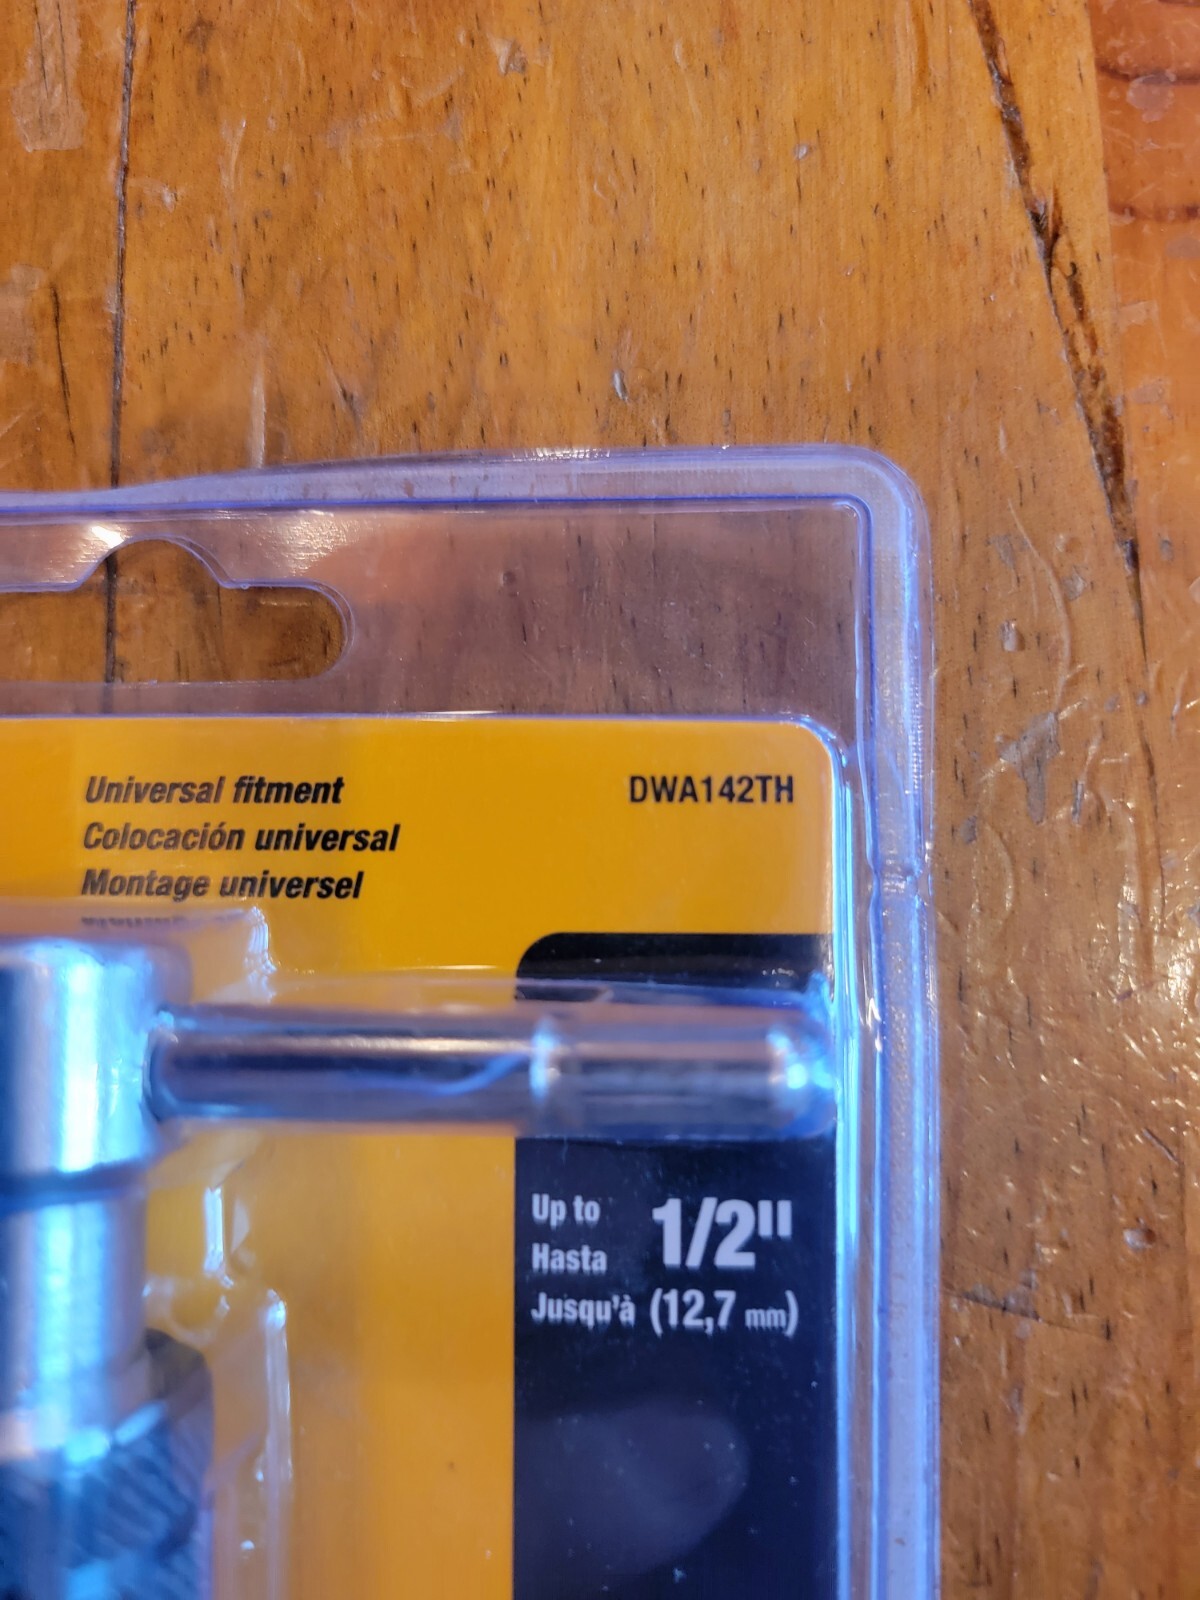 Universal fitment
DWA142TH
Colocación universal
Montage universel
Up to
Hasta
Jusqu'à
1/2"
(12,7 mm)